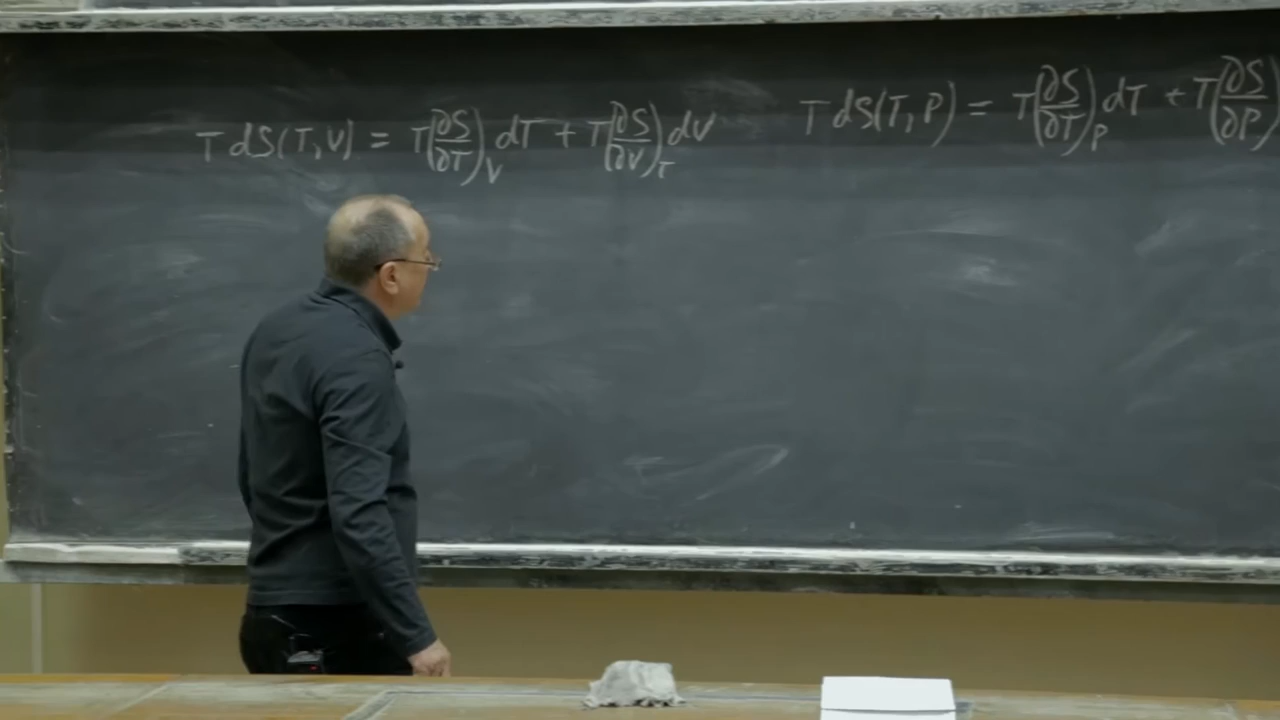 T dS(T,V) = T(∂S/∂T)_V dT + T(∂S/∂V)_T dV
T dS(T,P) = T(∂S/∂T)_P dT + T(∂S/∂P)